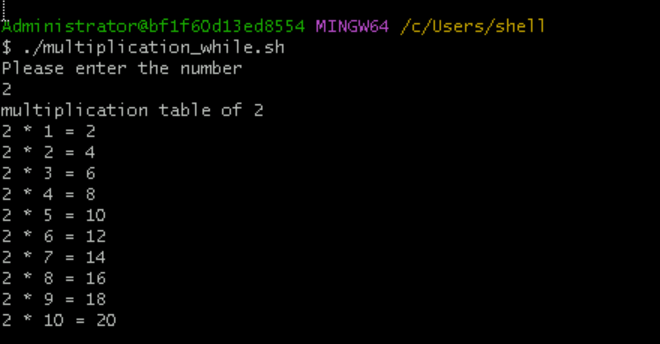 Administrator@bf1f60d13ed8554 MINGW64 /c/Users/shell
$ ./multiplication_while.sh
Please enter the number
2
multiplication table of 2
2 * 1 = 2
2 * 2 = 4
2 * 3 = 6
2 * 4 = 8
2 * 5 = 10
2 * 6 = 12
2 * 7 = 14
2 * 8 = 16
2 * 9 = 18
2 * 10 = 20